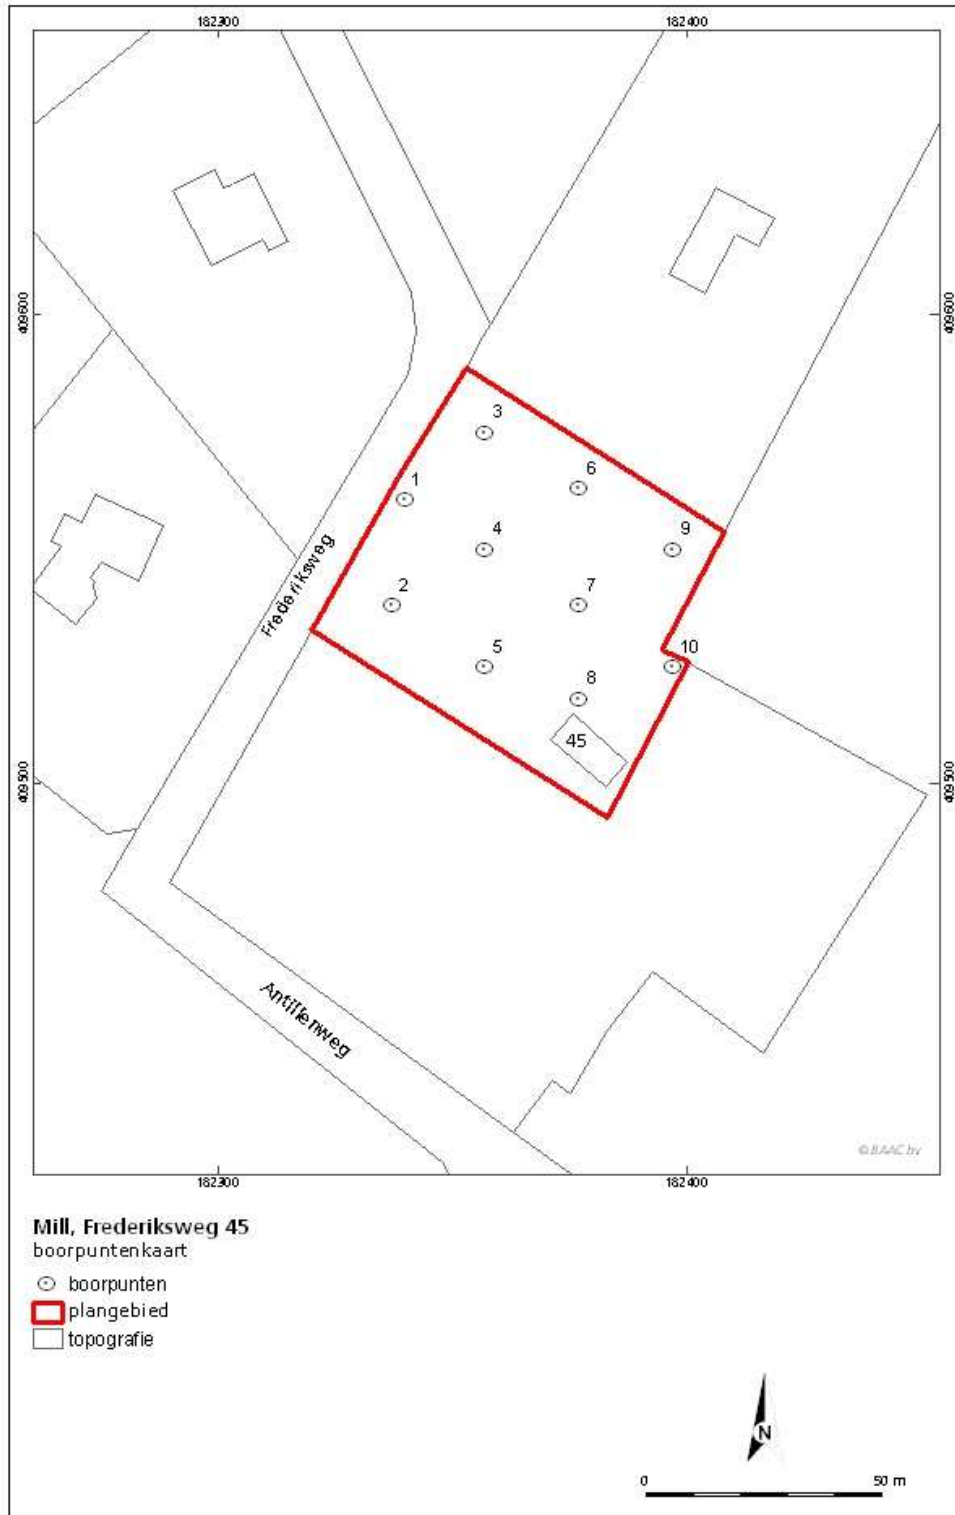 182300
182400
409600
409600
3
6
1
9
4
2
7
Frederiksweg
5
10
8
45
409500
409500
Antillenweg
© BAAC bv
182300
182400
Mill, Frederiksweg 45
boorpuntenkaart
boorpunten
plangebied
topografie
N
0
50 m